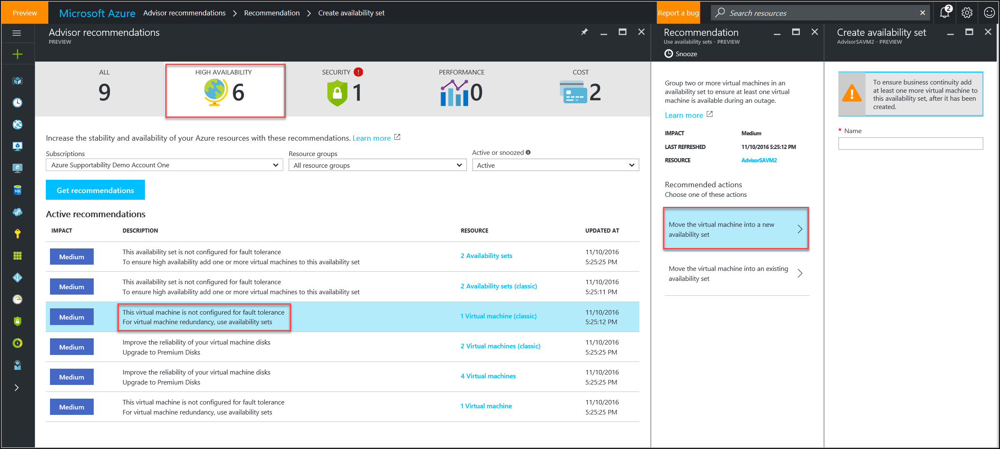 Preview
Microsoft Azure
Advisor recommendations > Recommendation > Create availability set
Report a bug
Search resources
2
Advisor recommendations
PREVIEW
ALL
9
HIGH AVAILABILITY
6
SECURITY !
1
PERFORMANCE
0
COST
2
Increase the stability and availability of your Azure resources with these recommendations. Learn more
Subscriptions
Azure Supportability Demo Account One
Resource groups
All resource groups
Active or snoozed
Active
Get recommendations
Active recommendations
IMPACT DESCRIPTION RESOURCE UPDATED AT
Medium
This availability set is not configured for fault tolerance
To ensure high availability add one or more virtual machines to this availability set
2 Availability sets
11/10/2016
5:25:25 PM
Medium
This availability set is not configured for fault tolerance
To ensure high availability add one or more virtual machines to this availability set
2 Availability sets (classic)
11/10/2016
5:25:11 PM
Medium
This virtual machine is not configured for fault tolerance
For virtual machine redundancy, use availability sets
1 Virtual machine (classic)
11/10/2016
5:25:12 PM
Medium
Improve the reliability of your virtual machine disks
Upgrade to Premium Disks
2 Virtual machines (classic)
11/10/2016
5:25:25 PM
Medium
Improve the reliability of your virtual machine disks
Upgrade to Premium Disks
4 Virtual machines
11/10/2016
5:25:25 PM
Medium
This virtual machine is not configured for fault tolerance
For virtual machine redundancy, use availability sets
1 Virtual machine
11/10/2016
5:25:25 PM
SQL
Recommendation
Use availability sets - PREVIEW
Snooze
Group two or more virtual machines in an
availability set to ensure at least one virtual
machine is available during an outage.
Learn more
IMPACT Medium
LAST REFRESHED 11/10/2016 5:25:12 PM
RESOURCE AdvisorSAVM2
Recommended actions
Choose one of these actions
Move the virtual machine into a new
availability set
Move the virtual machine into an existing
availability set
Create availability set
AdvisorSAVM2 - PREVIEW
To ensure business continuity add
at least one more virtual machine to
this availability set, after it has been
created.
* Name